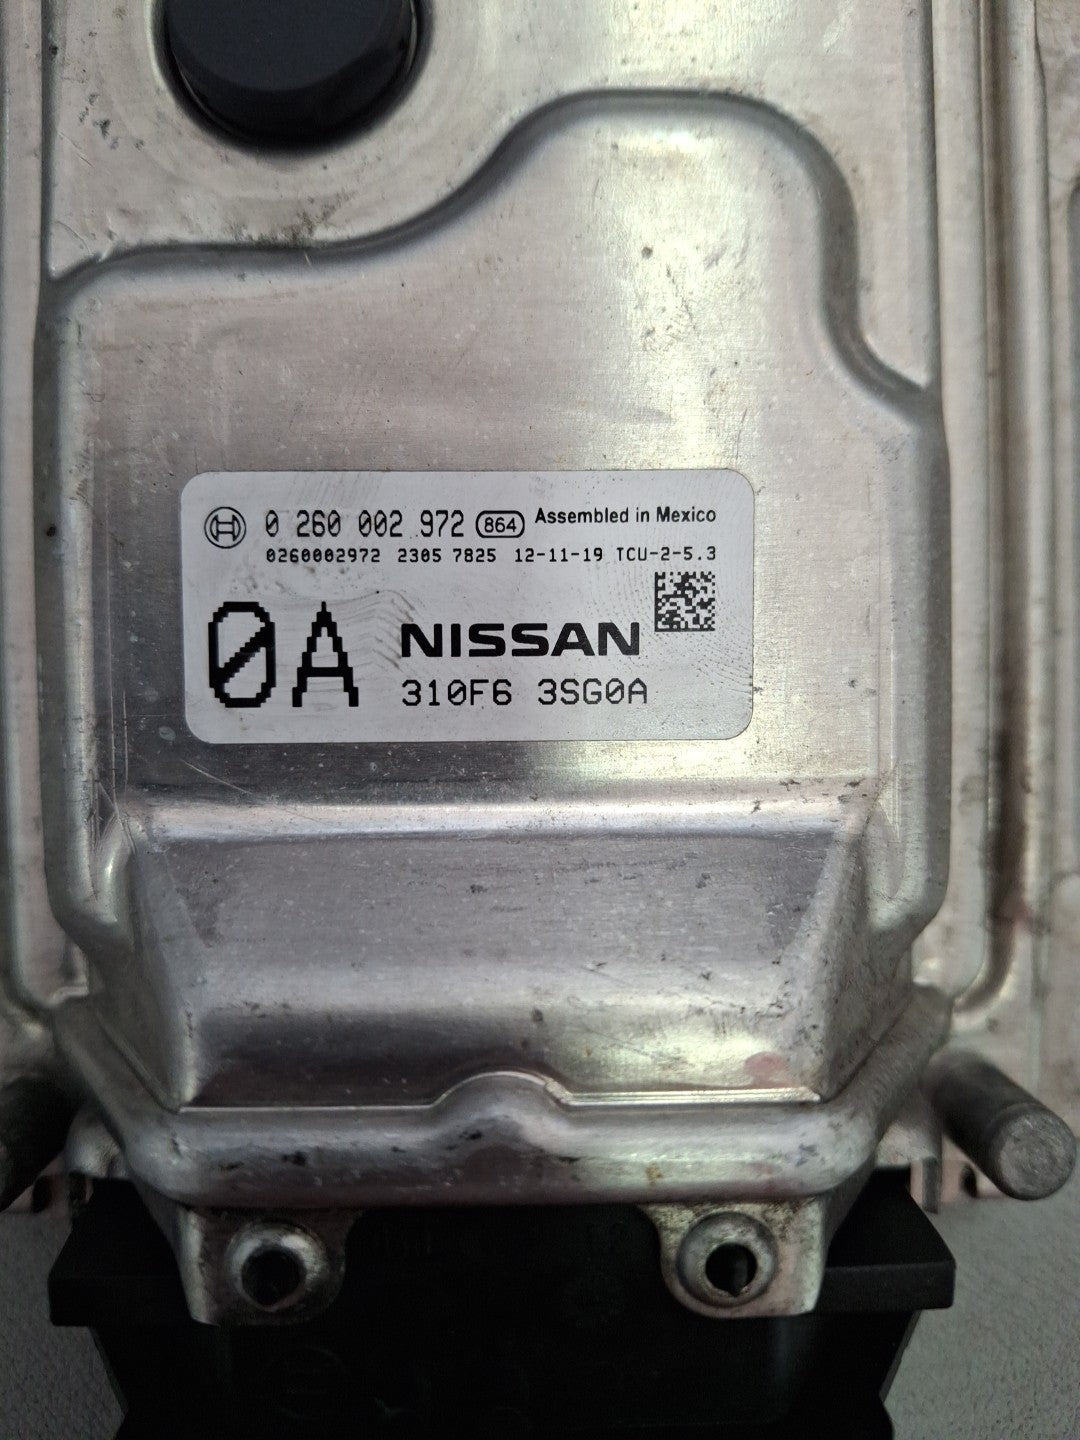 0 260 002 972 864 Assembled in Mexico
0260002972 2305 7825 12-11-19 TCU-2-5.3
0A NISSAN
310F6 3SG0A